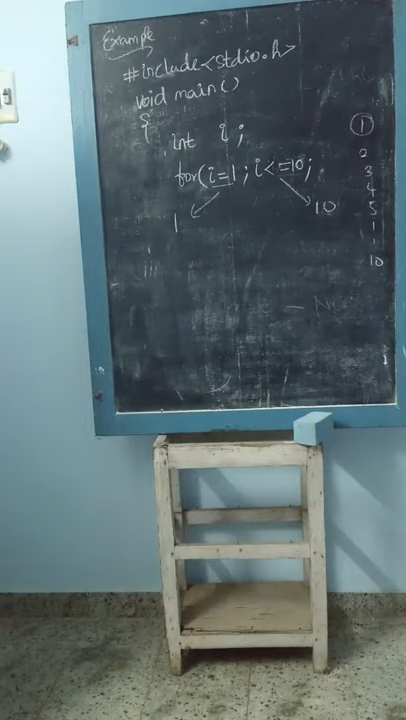 Example
#include<stdio.h>
void main()
{
int i;
for(i=1; i<=10;
1
10
1
2
3
4
5
10